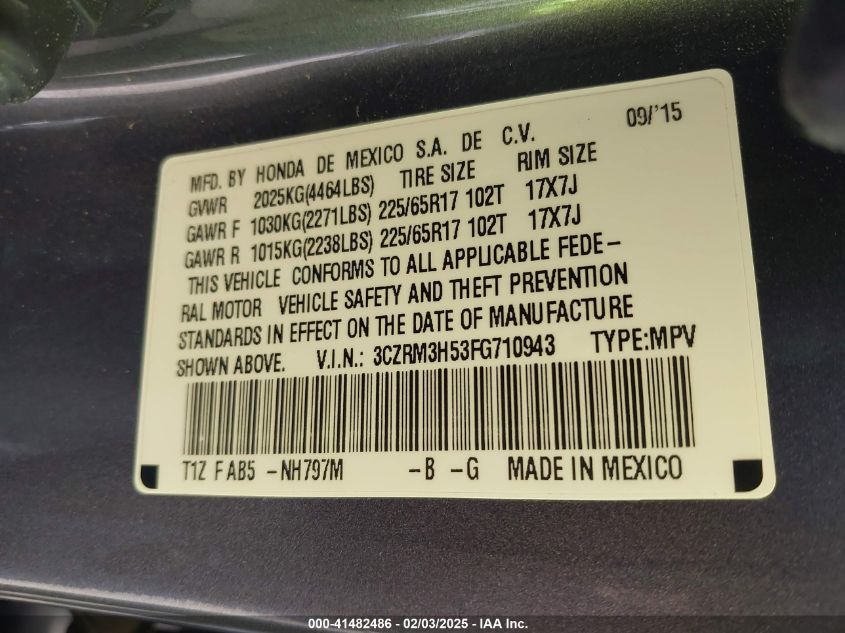 09/'15
MFD. BY HONDA DE MEXICO S.A. DE C.V.
GVWR 2025KG(4464LBS) TIRE SIZE RIM SIZE
GAWR F 1030KG(2271LBS) 225/65R17 102T 17X7J
GAWR R 1015KG(2238LBS) 225/65R17 102T 17X7J
THIS VEHICLE CONFORMS TO ALL APPLICABLE FEDE-
RAL MOTOR VEHICLE SAFETY AND THEFT PREVENTION
STANDARDS IN EFFECT ON THE DATE OF MANUFACTURE
SHOWN ABOVE. V.I.N.: 3CZRM3H53FG710943 TYPE:MPV
T1Z F AB5 -NH797M -B -G MADE IN MEXICO
000-41482486 - 02/03/2025 - IAA Inc.